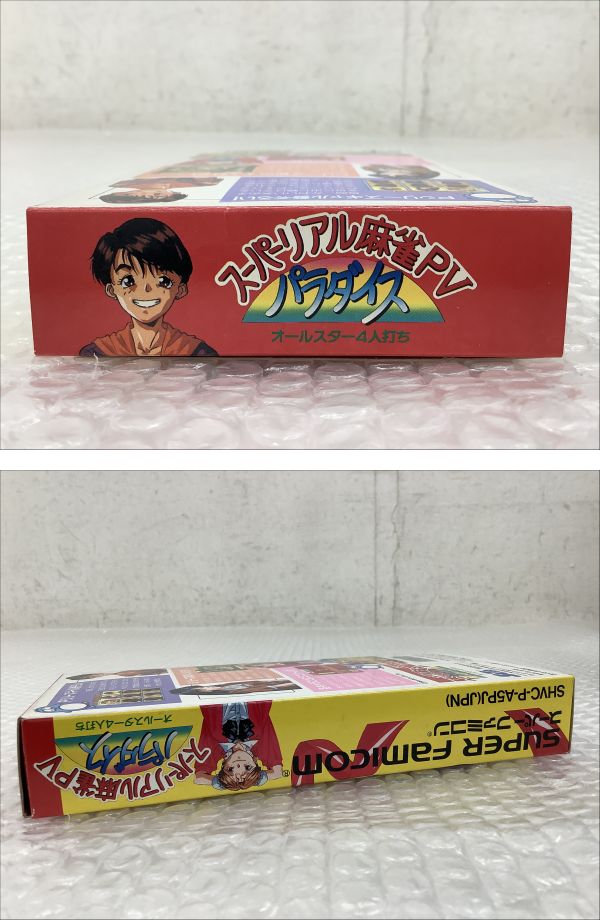 スーパーリアル麻雀PV
パラダイス
オールスター4人打ち
スーパーリアル麻雀PV
パラダイス
オールスター4人打ち
SUPER FAMICOM®
スーパーファミコン®
SHVC-P-A5PJ(JPN)